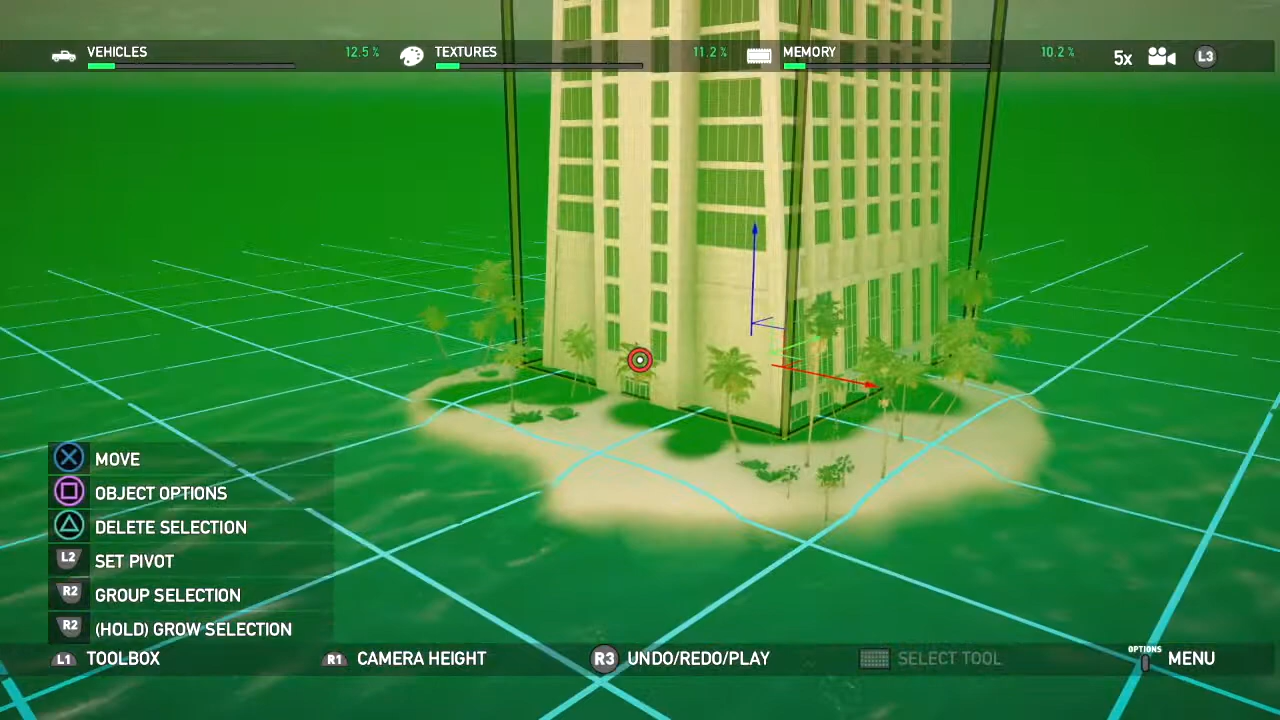 VEHICLES 12.5 % TEXTURES 11.2 % MEMORY 10.2 % 5x L3
MOVE
OBJECT OPTIONS
DELETE SELECTION
L2 SET PIVOT
R2 GROUP SELECTION
R2 (HOLD) GROW SELECTION
L1 TOOLBOX R1 CAMERA HEIGHT R3 UNDO/REDO/PLAY SELECT TOOL OPTIONS MENU